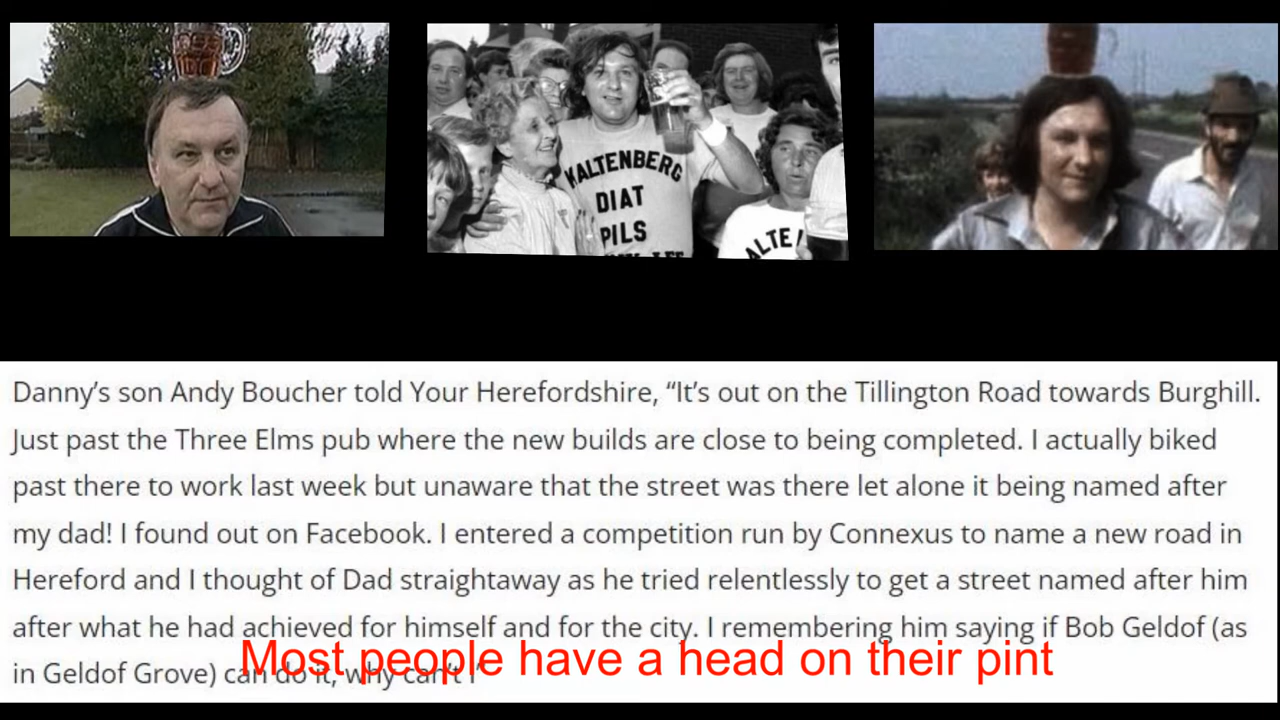 KALTENBERG
DIAT
PILS
ALTE
Danny's son Andy Boucher told Your Herefordshire, “It's out on the Tillington Road towards Burghill.
Just past the Three Elms pub where the new builds are close to being completed. I actually biked
past there to work last week but unaware that the street was there let alone it being named after
my dad! I found out on Facebook. I entered a competition run by Connexus to name a new road in
Hereford and I thought of Dad straightaway as he tried relentlessly to get a street named after him
after what he had achieved for himself and for the city. I remembering him saying if Bob Geldof (as
in Geldof Grove) can do it, why can't I”
Most people have a head on their pint